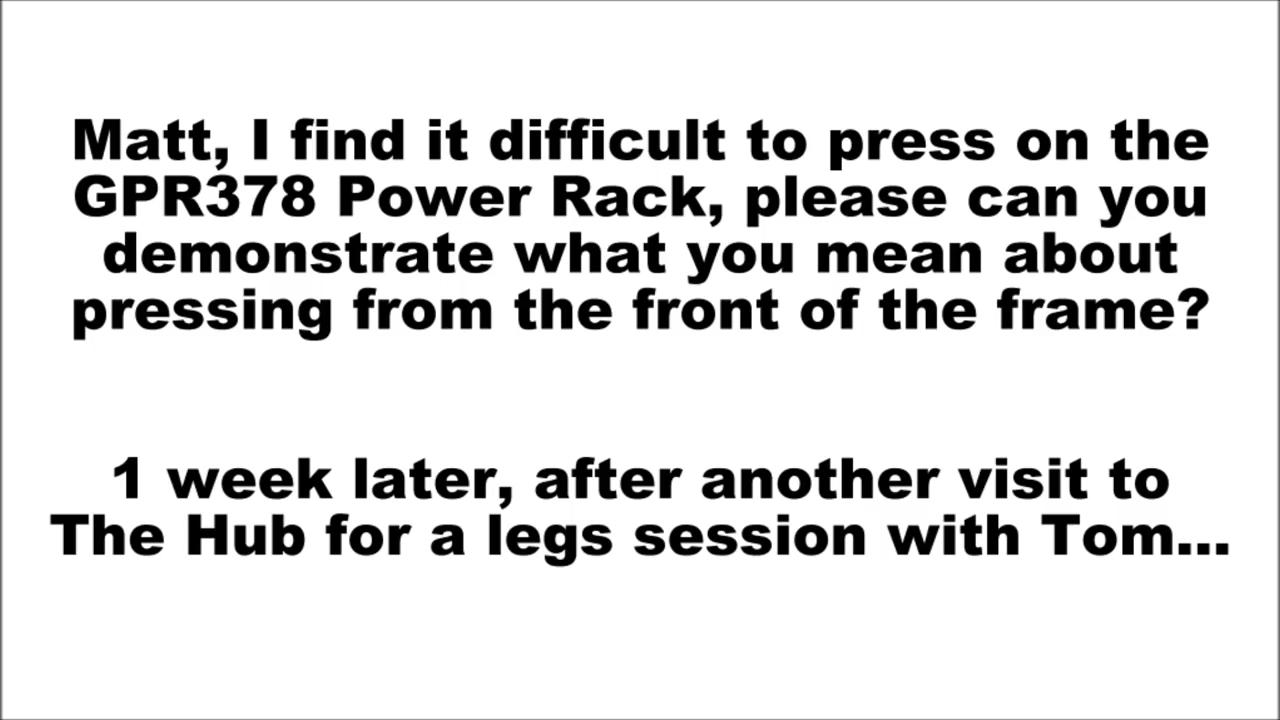 Matt, I find it difficult to press on the
GPR378 Power Rack, please can you
demonstrate what you mean about
pressing from the front of the frame?
1 week later, after another visit to
The Hub for a legs session with Tom...